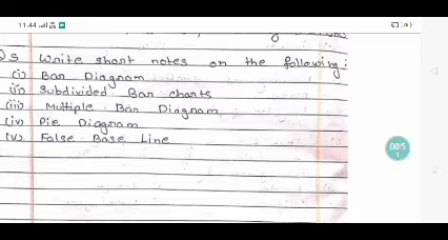 11:44
Q5 Write short notes on the following:
(i) Bar Diagram
(ii) Subdivided Bar charts
(iii) Multiple Bar Diagram
(iv) Pie Diagram
(v) False Base Line
00:51